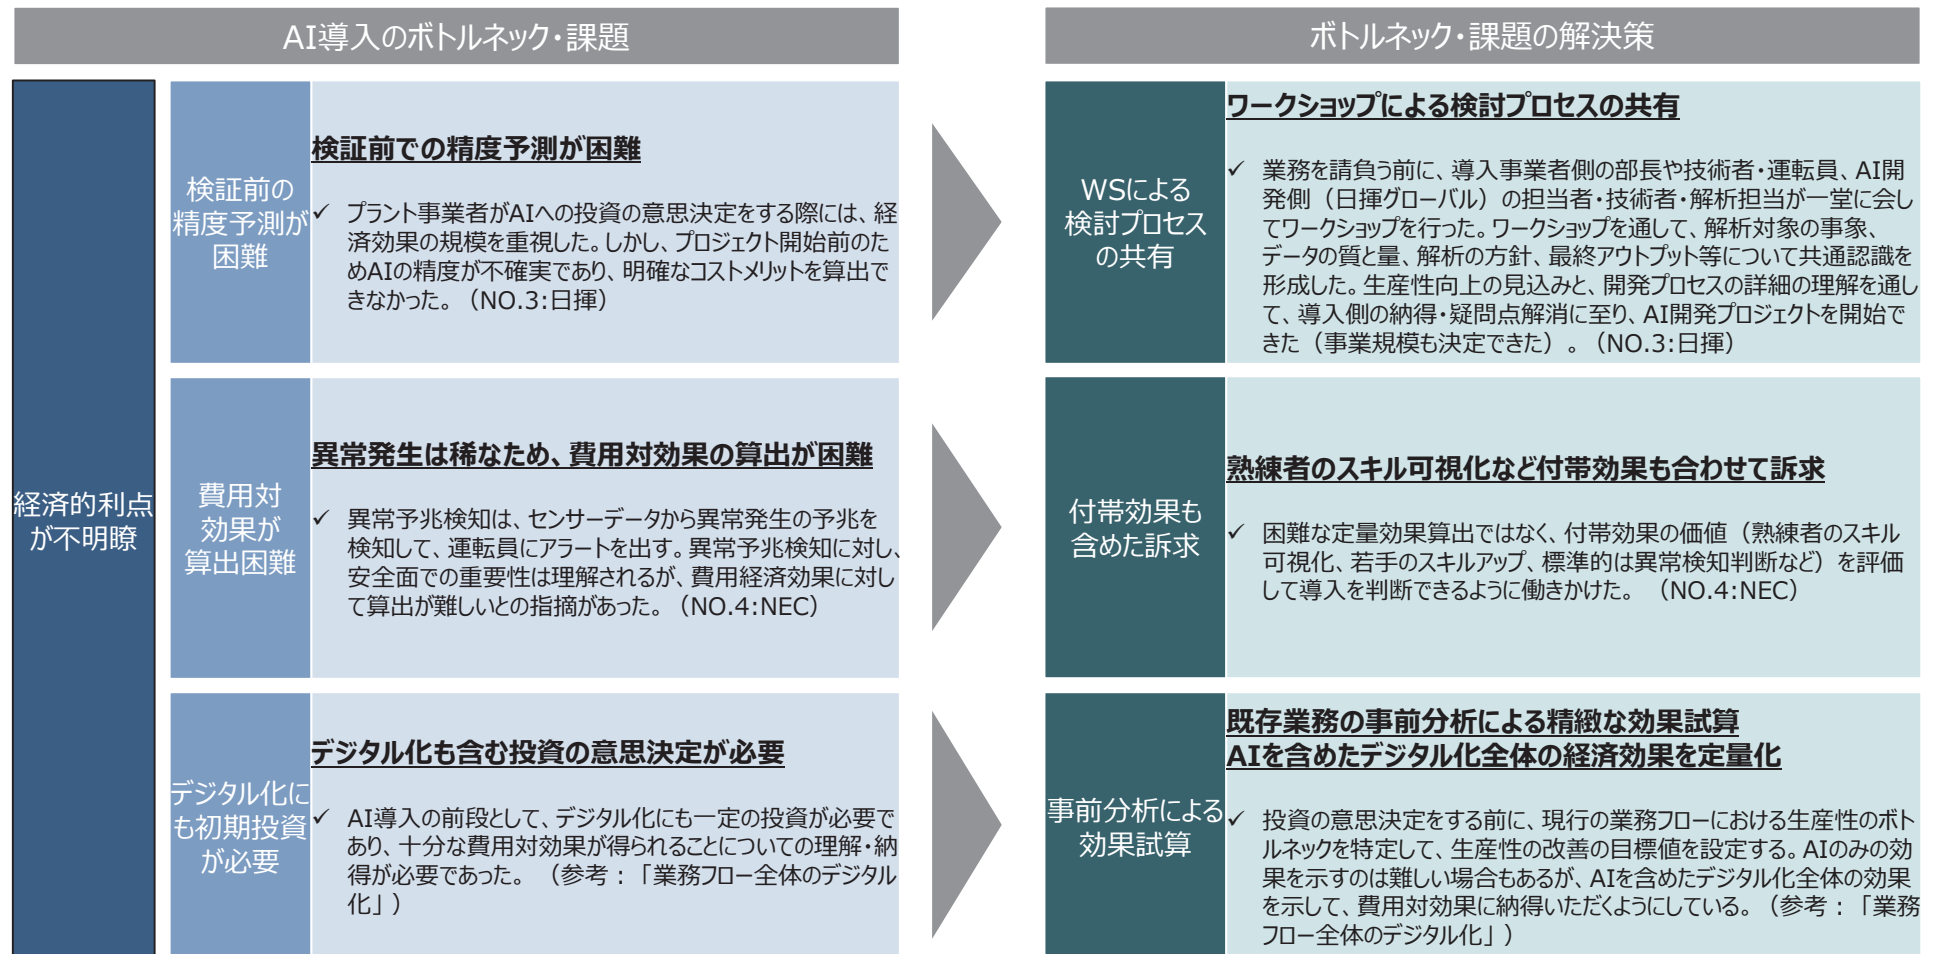 AI導入のボトルネック・課題
ボトルネック・課題の解決策
経済的利点
が不明瞭
検証前の
精度予測が
困難
検証前での精度予測が困難
✓ プラント事業者がAIへの投資の意思決定をする際には、経
済効果の規模を重視した。しかし、プロジェクト開始前のた
めAIの精度が不確実であり、明確なコストメリットを算出で
きなかった。（NO.3:日揮）
WSによる
検討プロセス
の共有
ワークショップによる検討プロセスの共有
✓ 業務を請負う前に、導入事業者側の部長や技術者・運転員、AI開
発側（日揮グローバル）の担当者・技術者・解析担当が一堂に会し
てワークショップを行った。ワークショップを通して、解析対象の事象、
データの質と量、解析の方針、最終アウトプット等について共通認識を
形成した。生産性向上の見込みと、開発プロセスの詳細の理解を通し
て、導入側の納得・疑問点解消に至り、AI開発プロジェクトを開始で
きた（事業規模も決定できた）。（NO.3:日揮）
費用対
効果が
算出困難
異常発生は稀なため、費用対効果の算出が困難
✓ 異常予兆検知は、センサーデータから異常発生の予兆を
検知して、運転員にアラートを出す。異常予兆検知に対し、
安全面での重要性は理解されるが、費用経済効果に対し
て算出が難しいとの指摘があった。（NO.4:NEC）
付帯効果も
含めた訴求
熟練者のスキル可視化など付帯効果も合わせて訴求
✓ 困難な定量効果算出ではなく、付帯効果の価値（熟練者のスキル
可視化、若手のスキルアップ、標準的は異常検知判断など）を評価
して導入を判断できるように働きかけた。（NO.4:NEC）
デジタル化に
も初期投資
が必要
デジタル化も含む投資の意思決定が必要
✓ AI導入の前段として、デジタル化にも一定の投資が必要で
あり、十分な費用対効果が得られることについての理解・納
得が必要であった。（参考：「業務フロー全体のデジタル
化」）
事前分析による
効果試算
既存業務の事前分析による精緻な効果試算
AIを含めたデジタル化全体の経済効果を定量化
✓ 投資の意思決定をする前に、現行の業務フローにおける生産性のボト
ルネックを特定して、生産性の改善の目標値を設定する。AIのみの効
果を示すのは難しい場合もあるが、AIを含めたデジタル化全体の効果
を示して、費用対効果に納得いただくようにしている。（参考：「業務
フロー全体のデジタル化」）